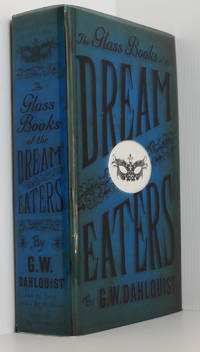 The
Glass
Books
of the
DREAM
EATERS
By
G.W.
DAHLQUIST
The Glass Books of the
DREAM
EATERS
By G.W. DAHLQUIST